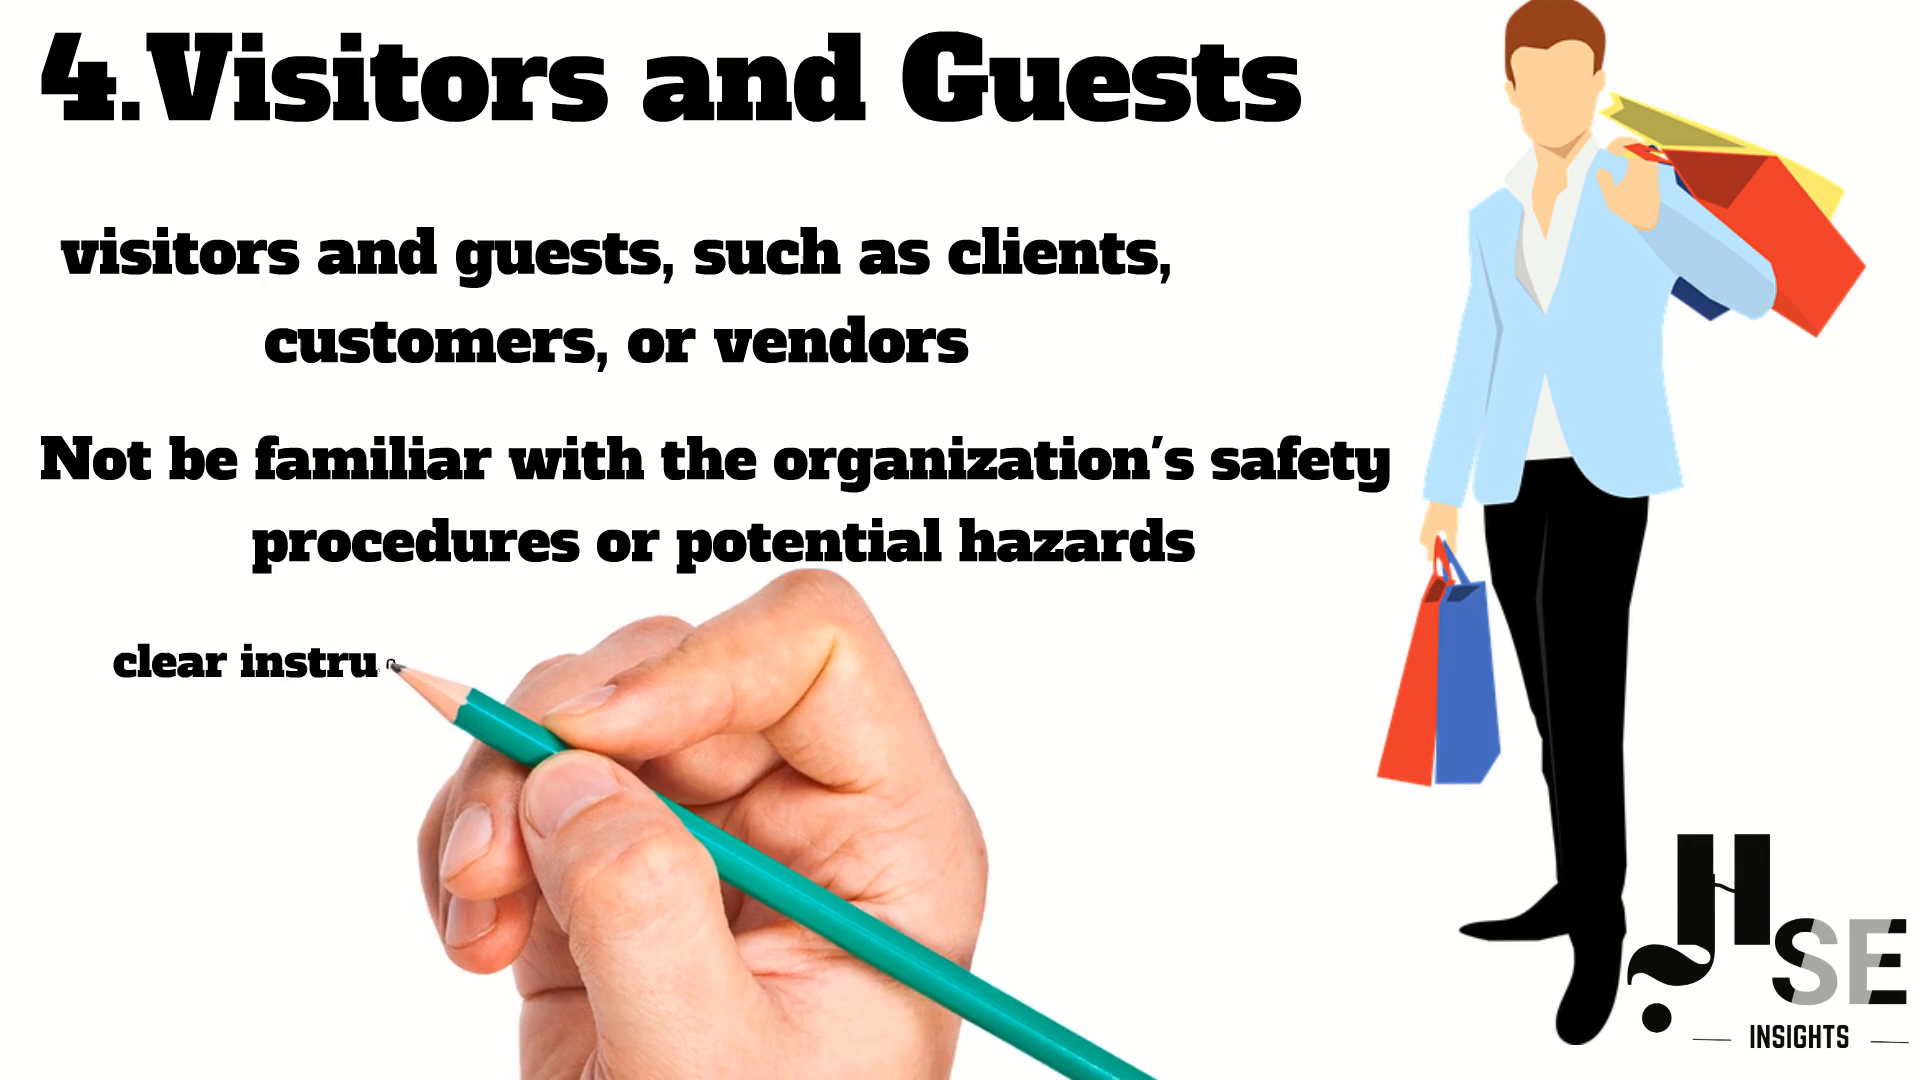 4.Visitors and Guests
visitors and guests, such as clients,
customers, or vendors
Not be familiar with the organization's safety
procedures or potential hazards
clear instru
HSE
INSIGHTS